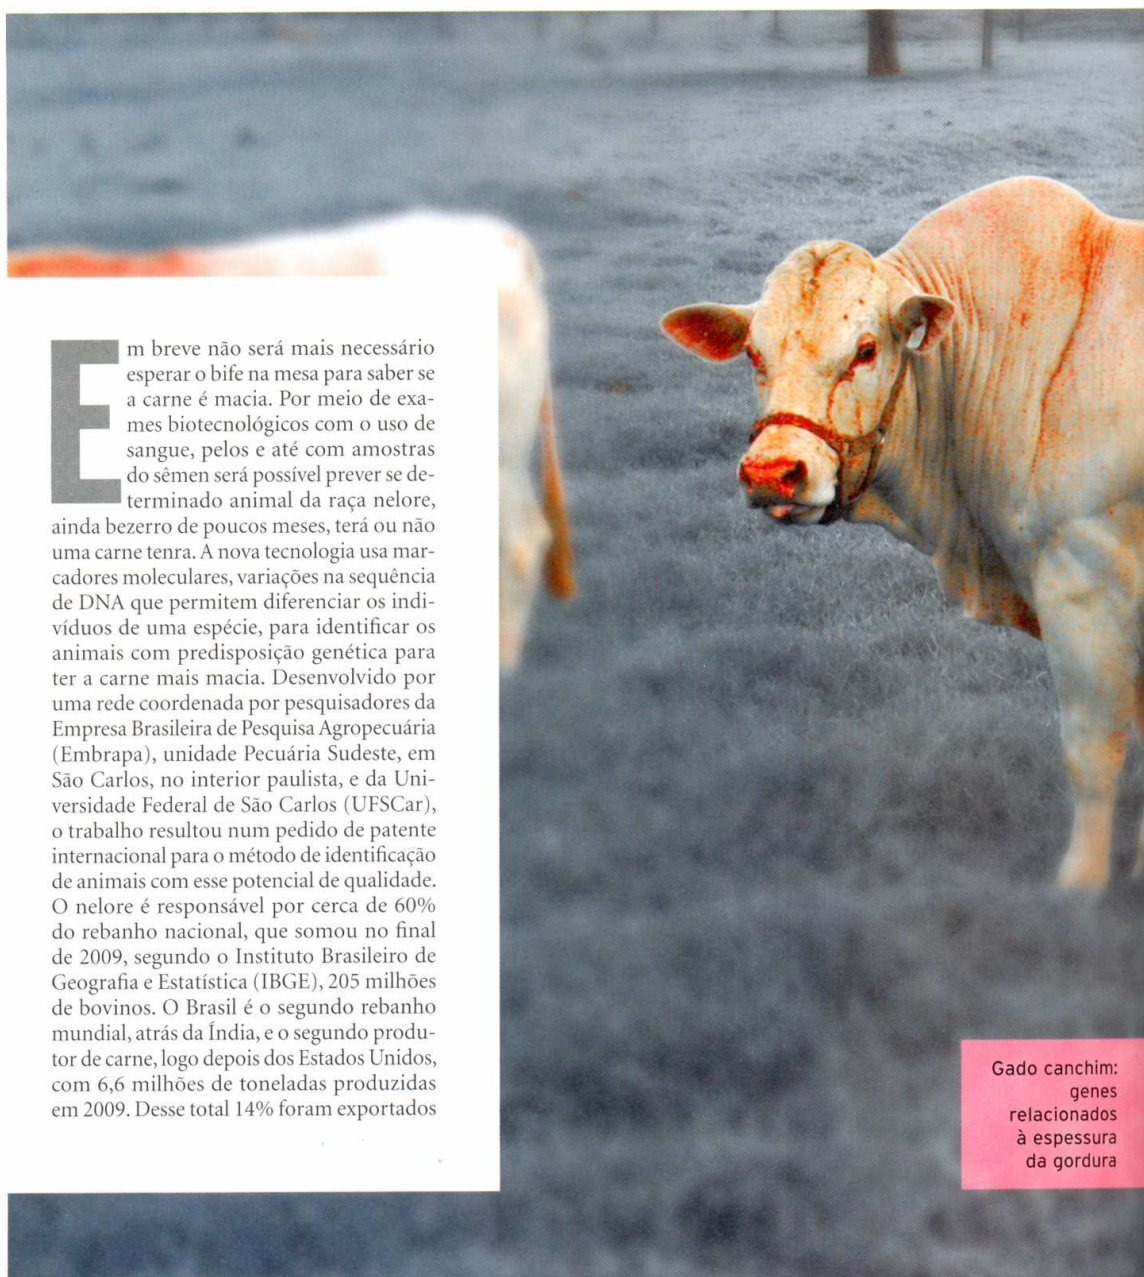 Em breve não será mais necessário
esperar o bife na mesa para saber se
a carne é macia. Por meio de exa-
mes biotecnológicos com o uso de
sangue, pelos e até com amostras
do sêmen será possível prever se de-
terminado animal da raça nelore,
ainda bezerro de poucos meses, terá ou não
uma carne tenra. A nova tecnologia usa mar-
cadores moleculares, variações na sequência
de DNA que permitem diferenciar os indi-
víduos de uma espécie, para identificar os
animais com predisposição genética para
ter a carne mais macia. Desenvolvido por
uma rede coordenada por pesquisadores da
Empresa Brasileira de Pesquisa Agropecuária
(Embrapa), unidade Pecuária Sudeste, em
São Carlos, no interior paulista, e da Uni-
versidade Federal de São Carlos (UFSCar),
o trabalho resultou num pedido de patente
internacional para o método de identificação
de animais com esse potencial de qualidade.
O nelore é responsável por cerca de 60%
do rebanho nacional, que somou no final
de 2009, segundo o Instituto Brasileiro de
Geografia e Estatística (IBGE), 205 milhões
de bovinos. O Brasil é o segundo rebanho
mundial, atrás da Índia, e o segundo produ-
tor de carne, logo depois dos Estados Unidos,
com 6,6 milhões de toneladas produzidas
em 2009. Desse total 14% foram exportados
Gado canchim:
genes
relacionados
à espessura
da gordura